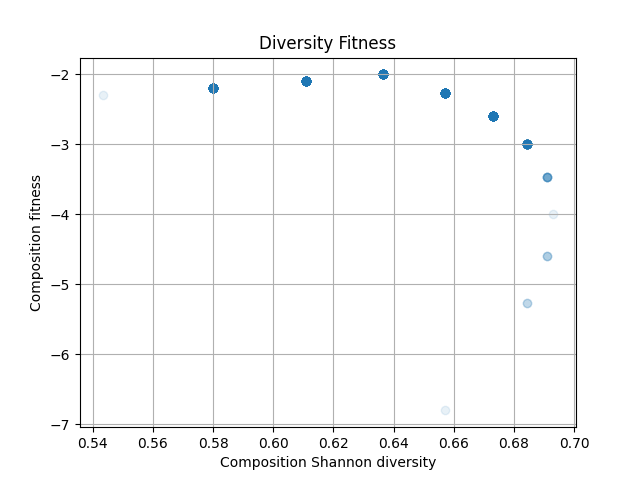 Diversity Fitness
Composition fitness
−2
−3
−4
−5
−6
−7
0.54 0.56 0.58 0.60 0.62 0.64 0.66 0.68 0.70
Composition Shannon diversity